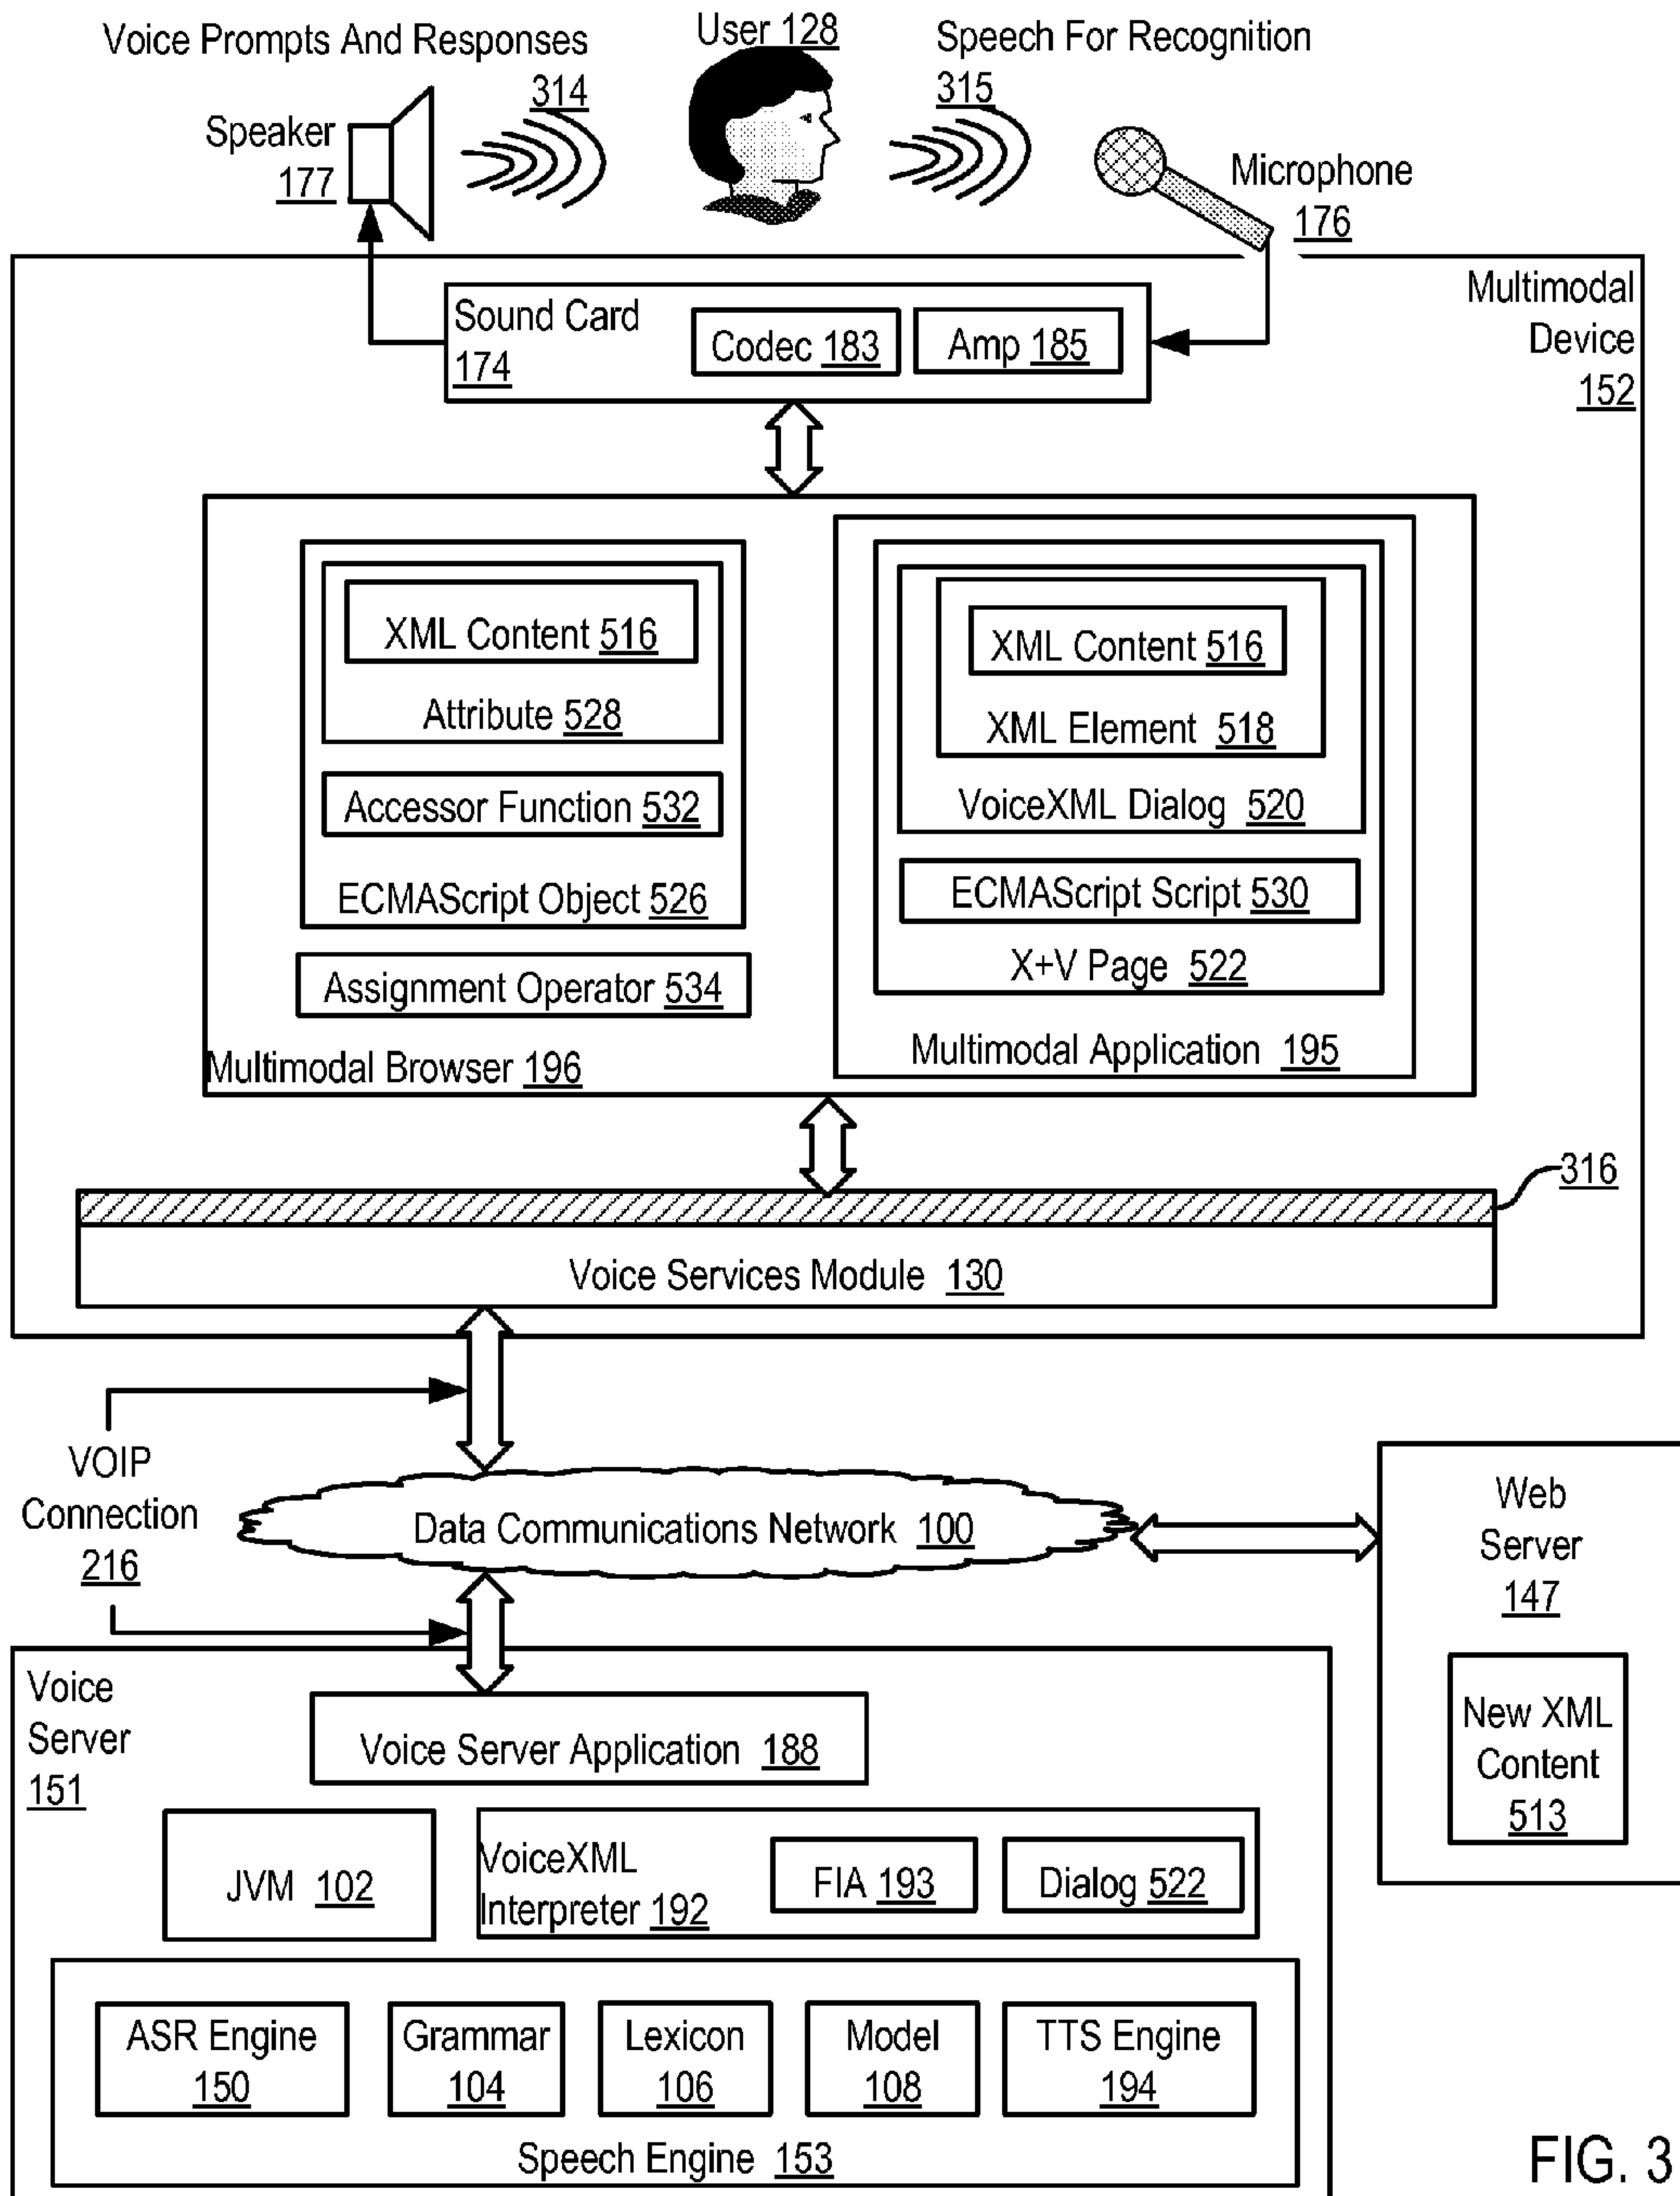 Voice Prompts And Responses
314
User 128
Speech For Recognition
315
Speaker
177
Microphone
176
Multimodal
Device
152
Sound Card
174
Codec 183
Amp 185
XML Content 516
Attribute 528
Accessor Function 532
ECMAScript Object 526
Assignment Operator 534
Multimodal Browser 196
XML Content 516
XML Element 518
VoiceXML Dialog 520
ECMAScript Script 530
X+V Page 522
Multimodal Application 195
316
Voice Services Module 130
VOIP
Connection
216
Data Communications Network 100
Web
Server
147
New XML
Content
513
Voice
Server
151
Voice Server Application 188
JVM 102
VoiceXML
Interpreter 192
FIA 193
Dialog 522
ASR Engine
150
Grammar
104
Lexicon
106
Model
108
TTS Engine
194
Speech Engine 153
FIG. 3